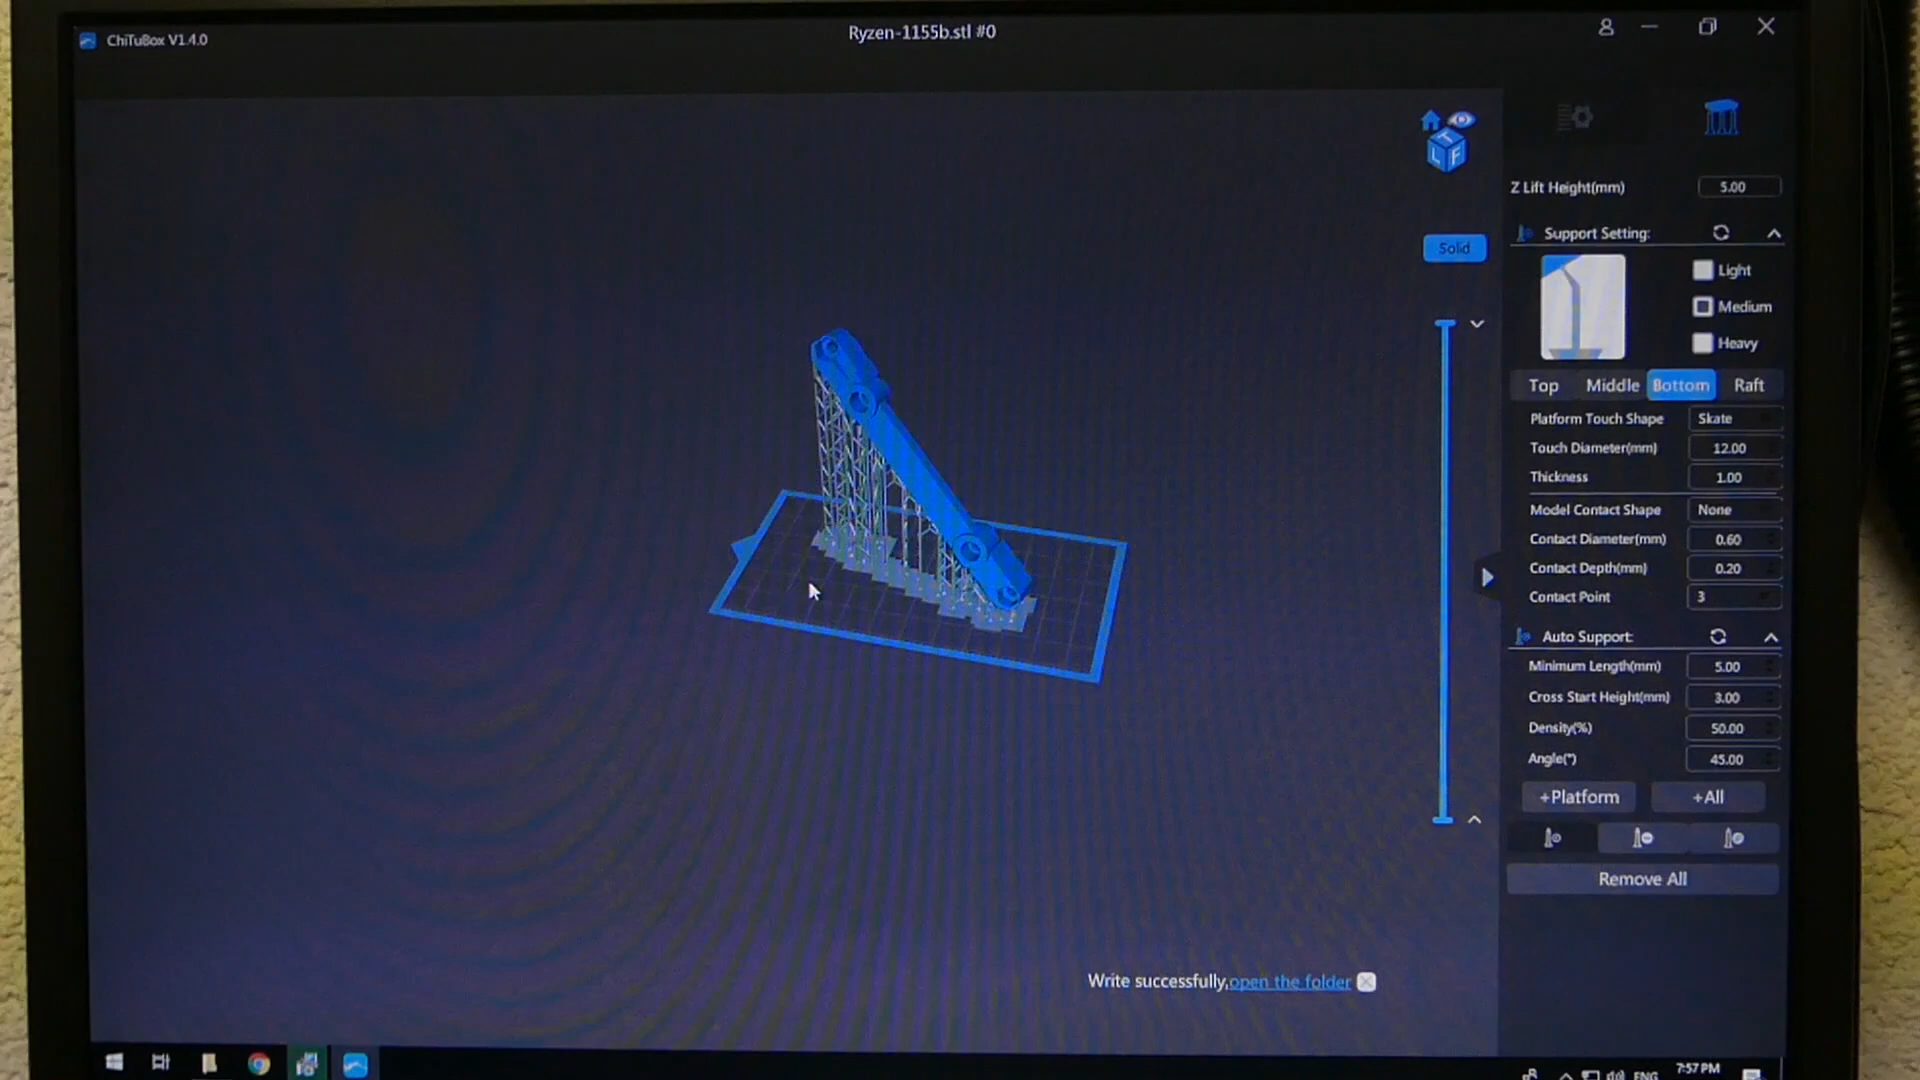 ChiTuBox V1.4.0
Ryzen-1155b.stl #0
T
L F
Z Lift Height(mm) 5.00
Solid
Support Setting:
Light
Medium
Heavy
Top Middle Bottom Raft
Platform Touch Shape Skate
Touch Diameter(mm) 12.00
Thickness 1.00
Model Contact Shape None
Contact Diameter(mm) 0.60
Contact Depth(mm) 0.20
Contact Point 3
Auto Support:
Minimum Length(mm) 5.00
Cross Start Height(mm) 3.00
Density(%) 50.00
Angle(°) 45.00
+Platform +All
Remove All
Write successfully,open the folder
ENG 7:57 PM